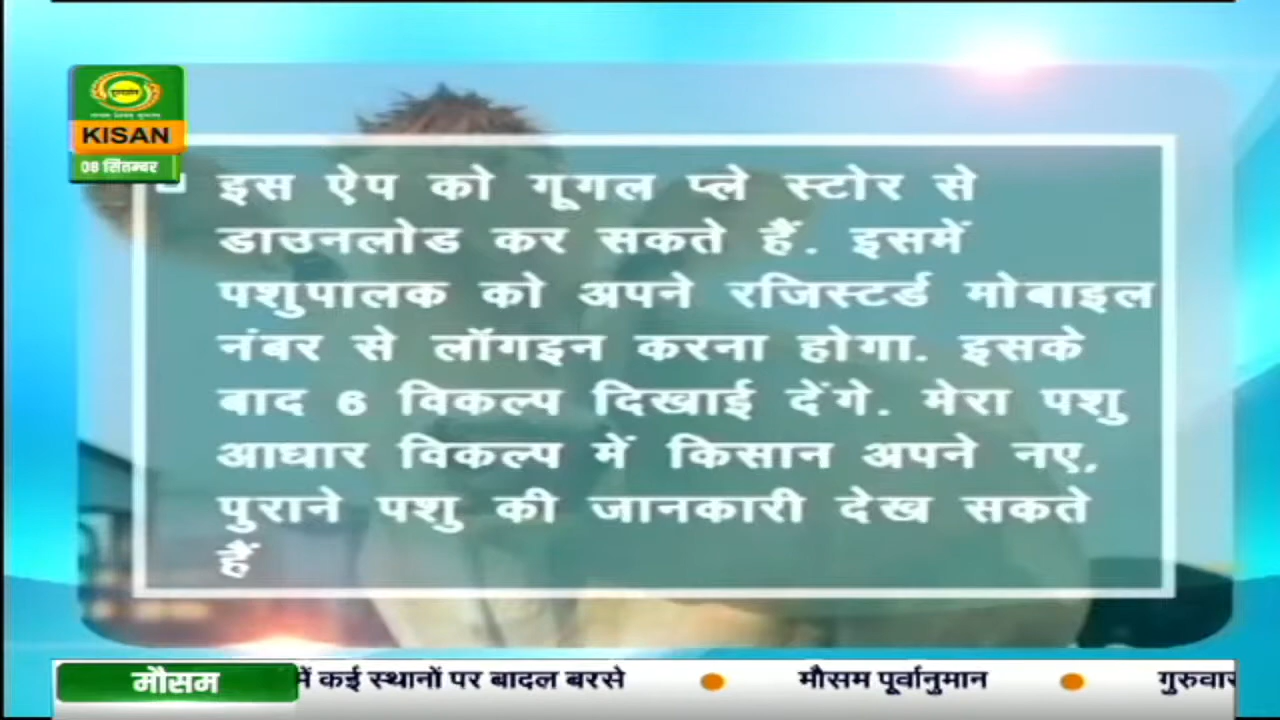 KISAN
08 सितम्बर
इस ऐप को गूगल प्ले स्टोर से
डाउनलोड कर सकते हैं. इसमें
पशुपालक को अपने रजिस्टर्ड मोबाइल
नंबर से लॉगइन करना होगा. इसके
बाद 6 विकल्प दिखाई देंगे. मेरा पशु
आधार विकल्प में किसान अपने नए,
पुराने पशु की जानकारी देख सकते
हैं
मौसम में कई स्थानों पर बादल बरसे ● मौसम पूर्वानुमान ● गुरुवार